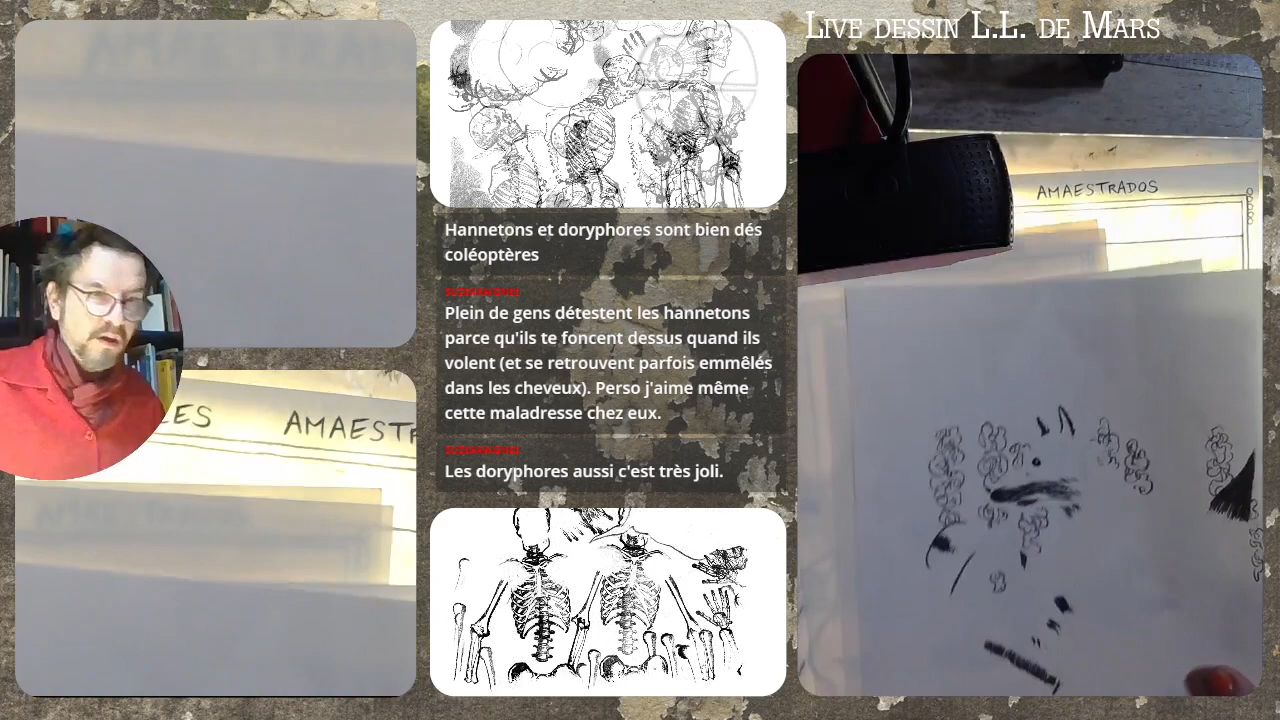 Live dessin L.L. de Mars
Hannetons et doryphores sont bien dés
coléoptères
Plein de gens détestent les hannetons
parce qu'ils te foncent dessus quand ils
volent (et se retrouvent parfois emmêlés
dans les cheveux). Perso j'aime même
cette maladresse chez eux.
Les doryphores aussi c'est très joli.
AMAESTRADOS
ES AMAESTR